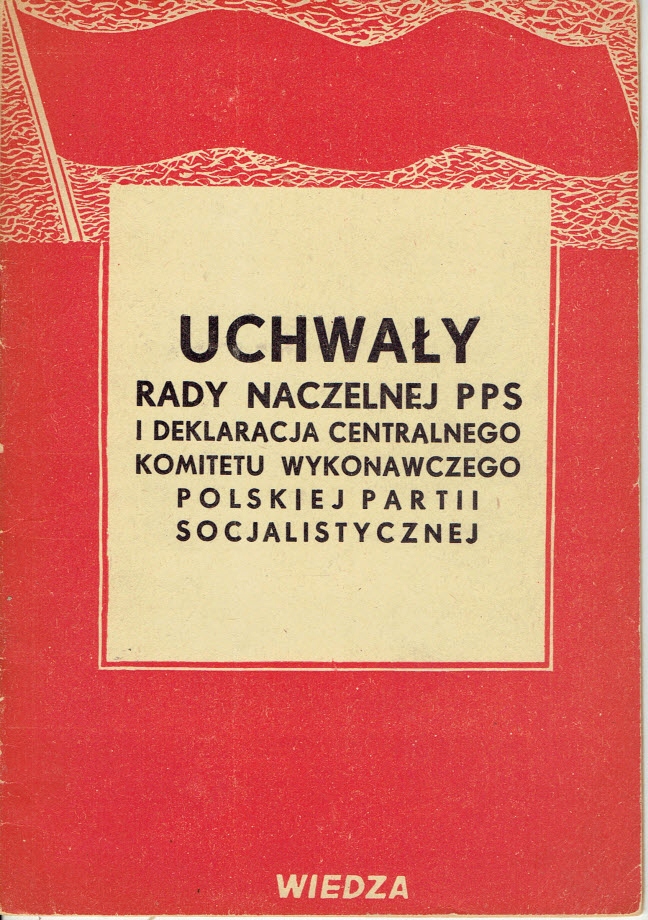 UCHWAŁY
RADY NACZELNEJ PPS
I DEKLARACJA CENTRALNEGO
KOMITETU WYKONAWCZEGO
POLSKIEJ PARTII
SOCJALISTYCZNEJ
WIEDZA